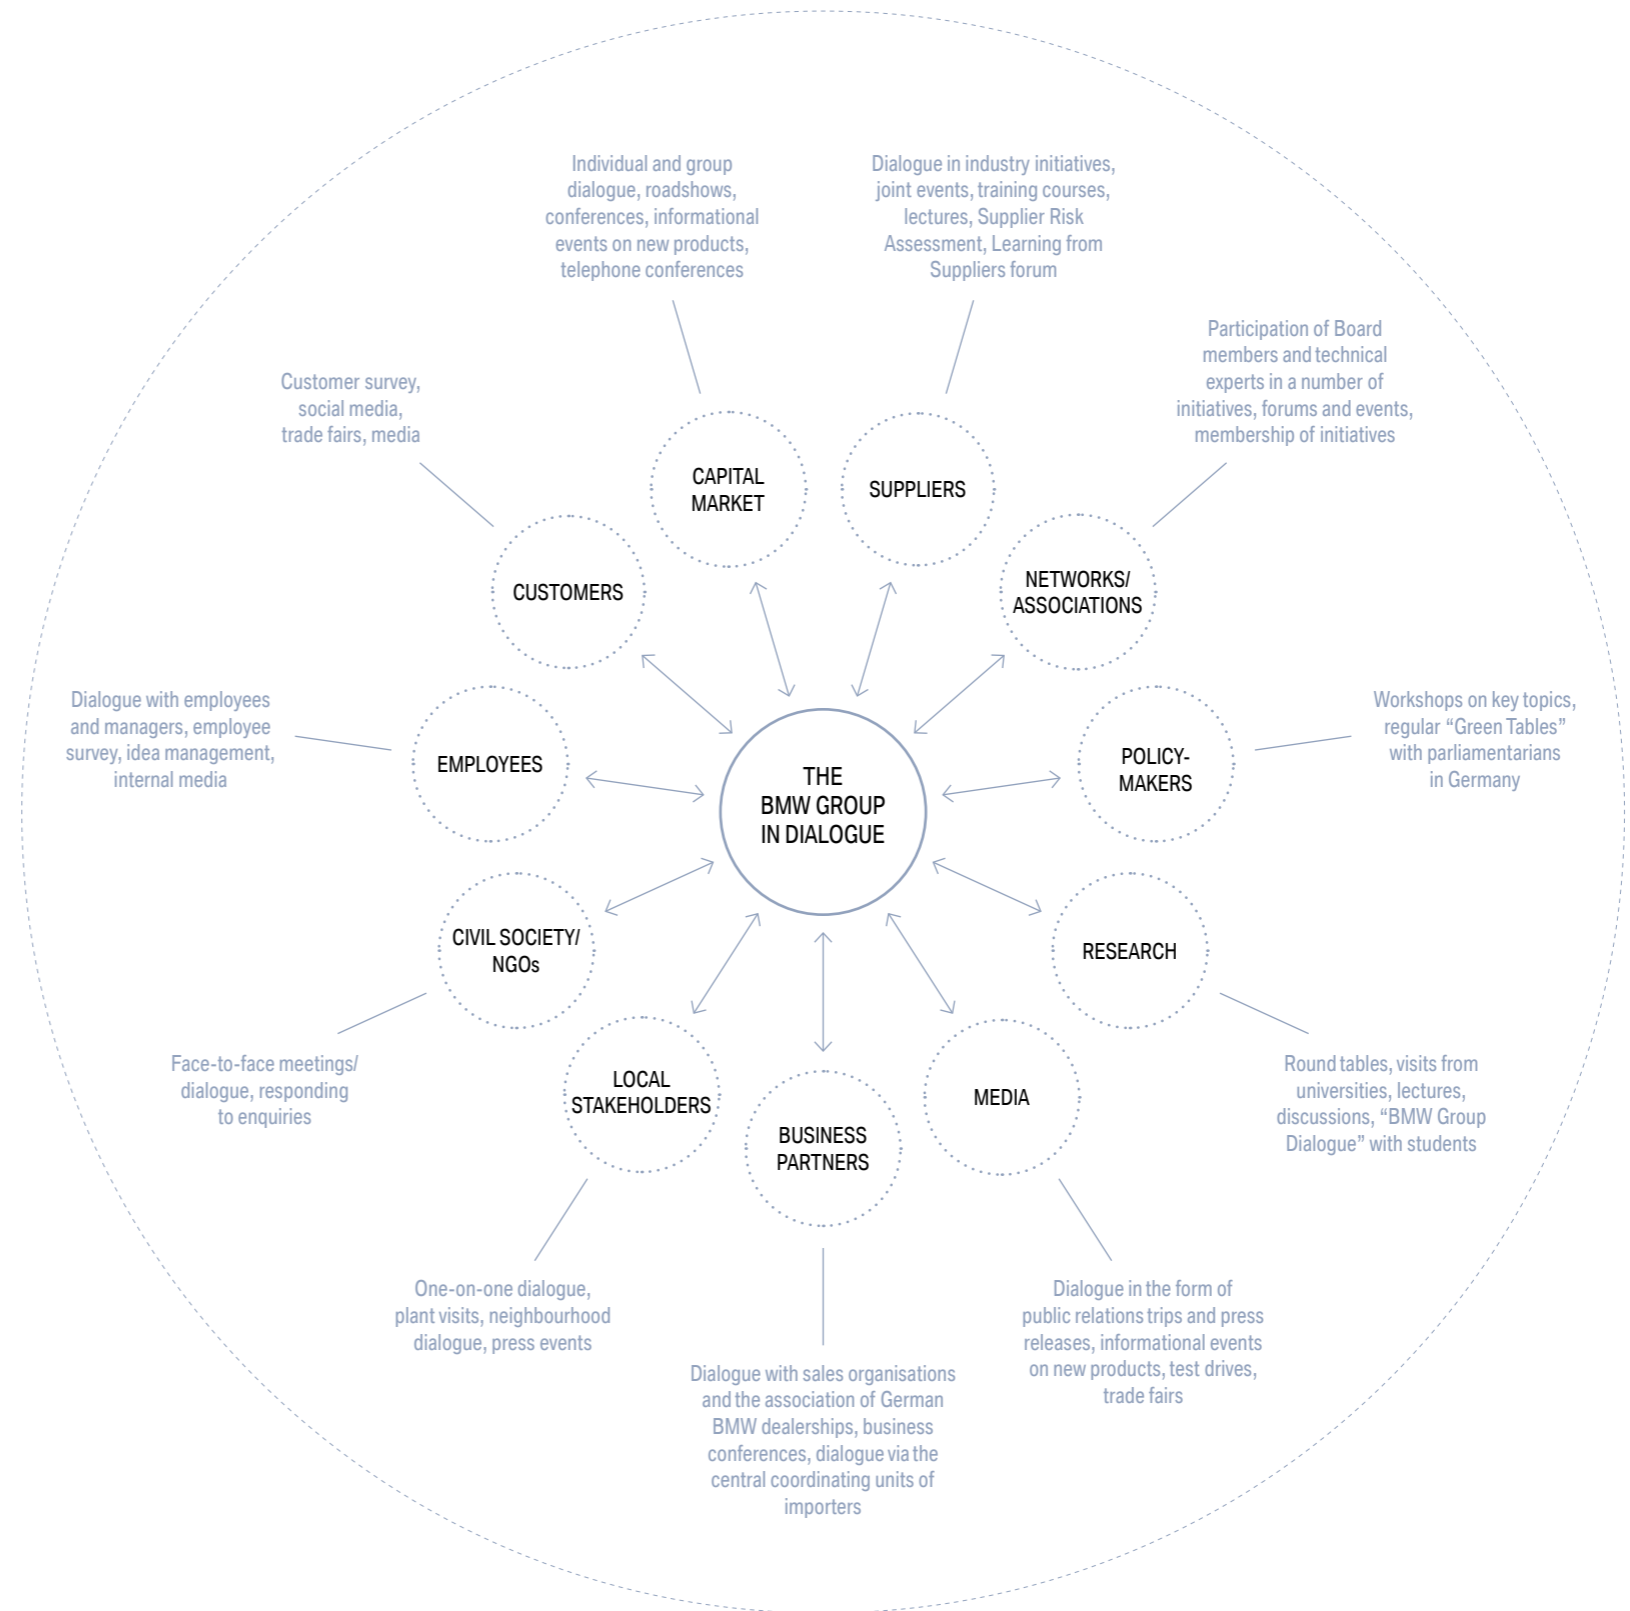 Individual and group
dialogue, roadshows,
conferences, informational
events on new products,
telephone conferences
Dialogue in industry initiatives,
joint events, training courses,
lectures, Supplier Risk
Assessment, Learning from
Suppliers forum
Participation of Board
members and technical
experts in a number of
initiatives, forums and events,
membership of initiatives
Customer survey,
social media,
trade fairs, media
CAPITAL
MARKET
SUPPLIERS
CUSTOMERS
NETWORKS/
ASSOCIATIONS
Dialogue with employees
and managers, employee
survey, idea management,
internal media
EMPLOYEES
THE
BMW GROUP
IN DIALOGUE
POLICY-
MAKERS
Workshops on key topics,
regular “Green Tables”
with parliamentarians
in Germany
CIVIL SOCIETY/
NGOs
RESEARCH
Face-to-face meetings/
dialogue, responding
to enquiries
LOCAL
STAKEHOLDERS
BUSINESS
PARTNERS
MEDIA
Round tables, visits from
universities, lectures,
discussions, “BMW Group
Dialogue” with students
One-on-one dialogue,
plant visits, neighbourhood
dialogue, press events
Dialogue with sales organisations
and the association of German
BMW dealerships, business
conferences, dialogue via the
central coordinating units of
importers
Dialogue in the form of
public relations trips and press
releases, informational events
on new products, test drives,
trade fairs